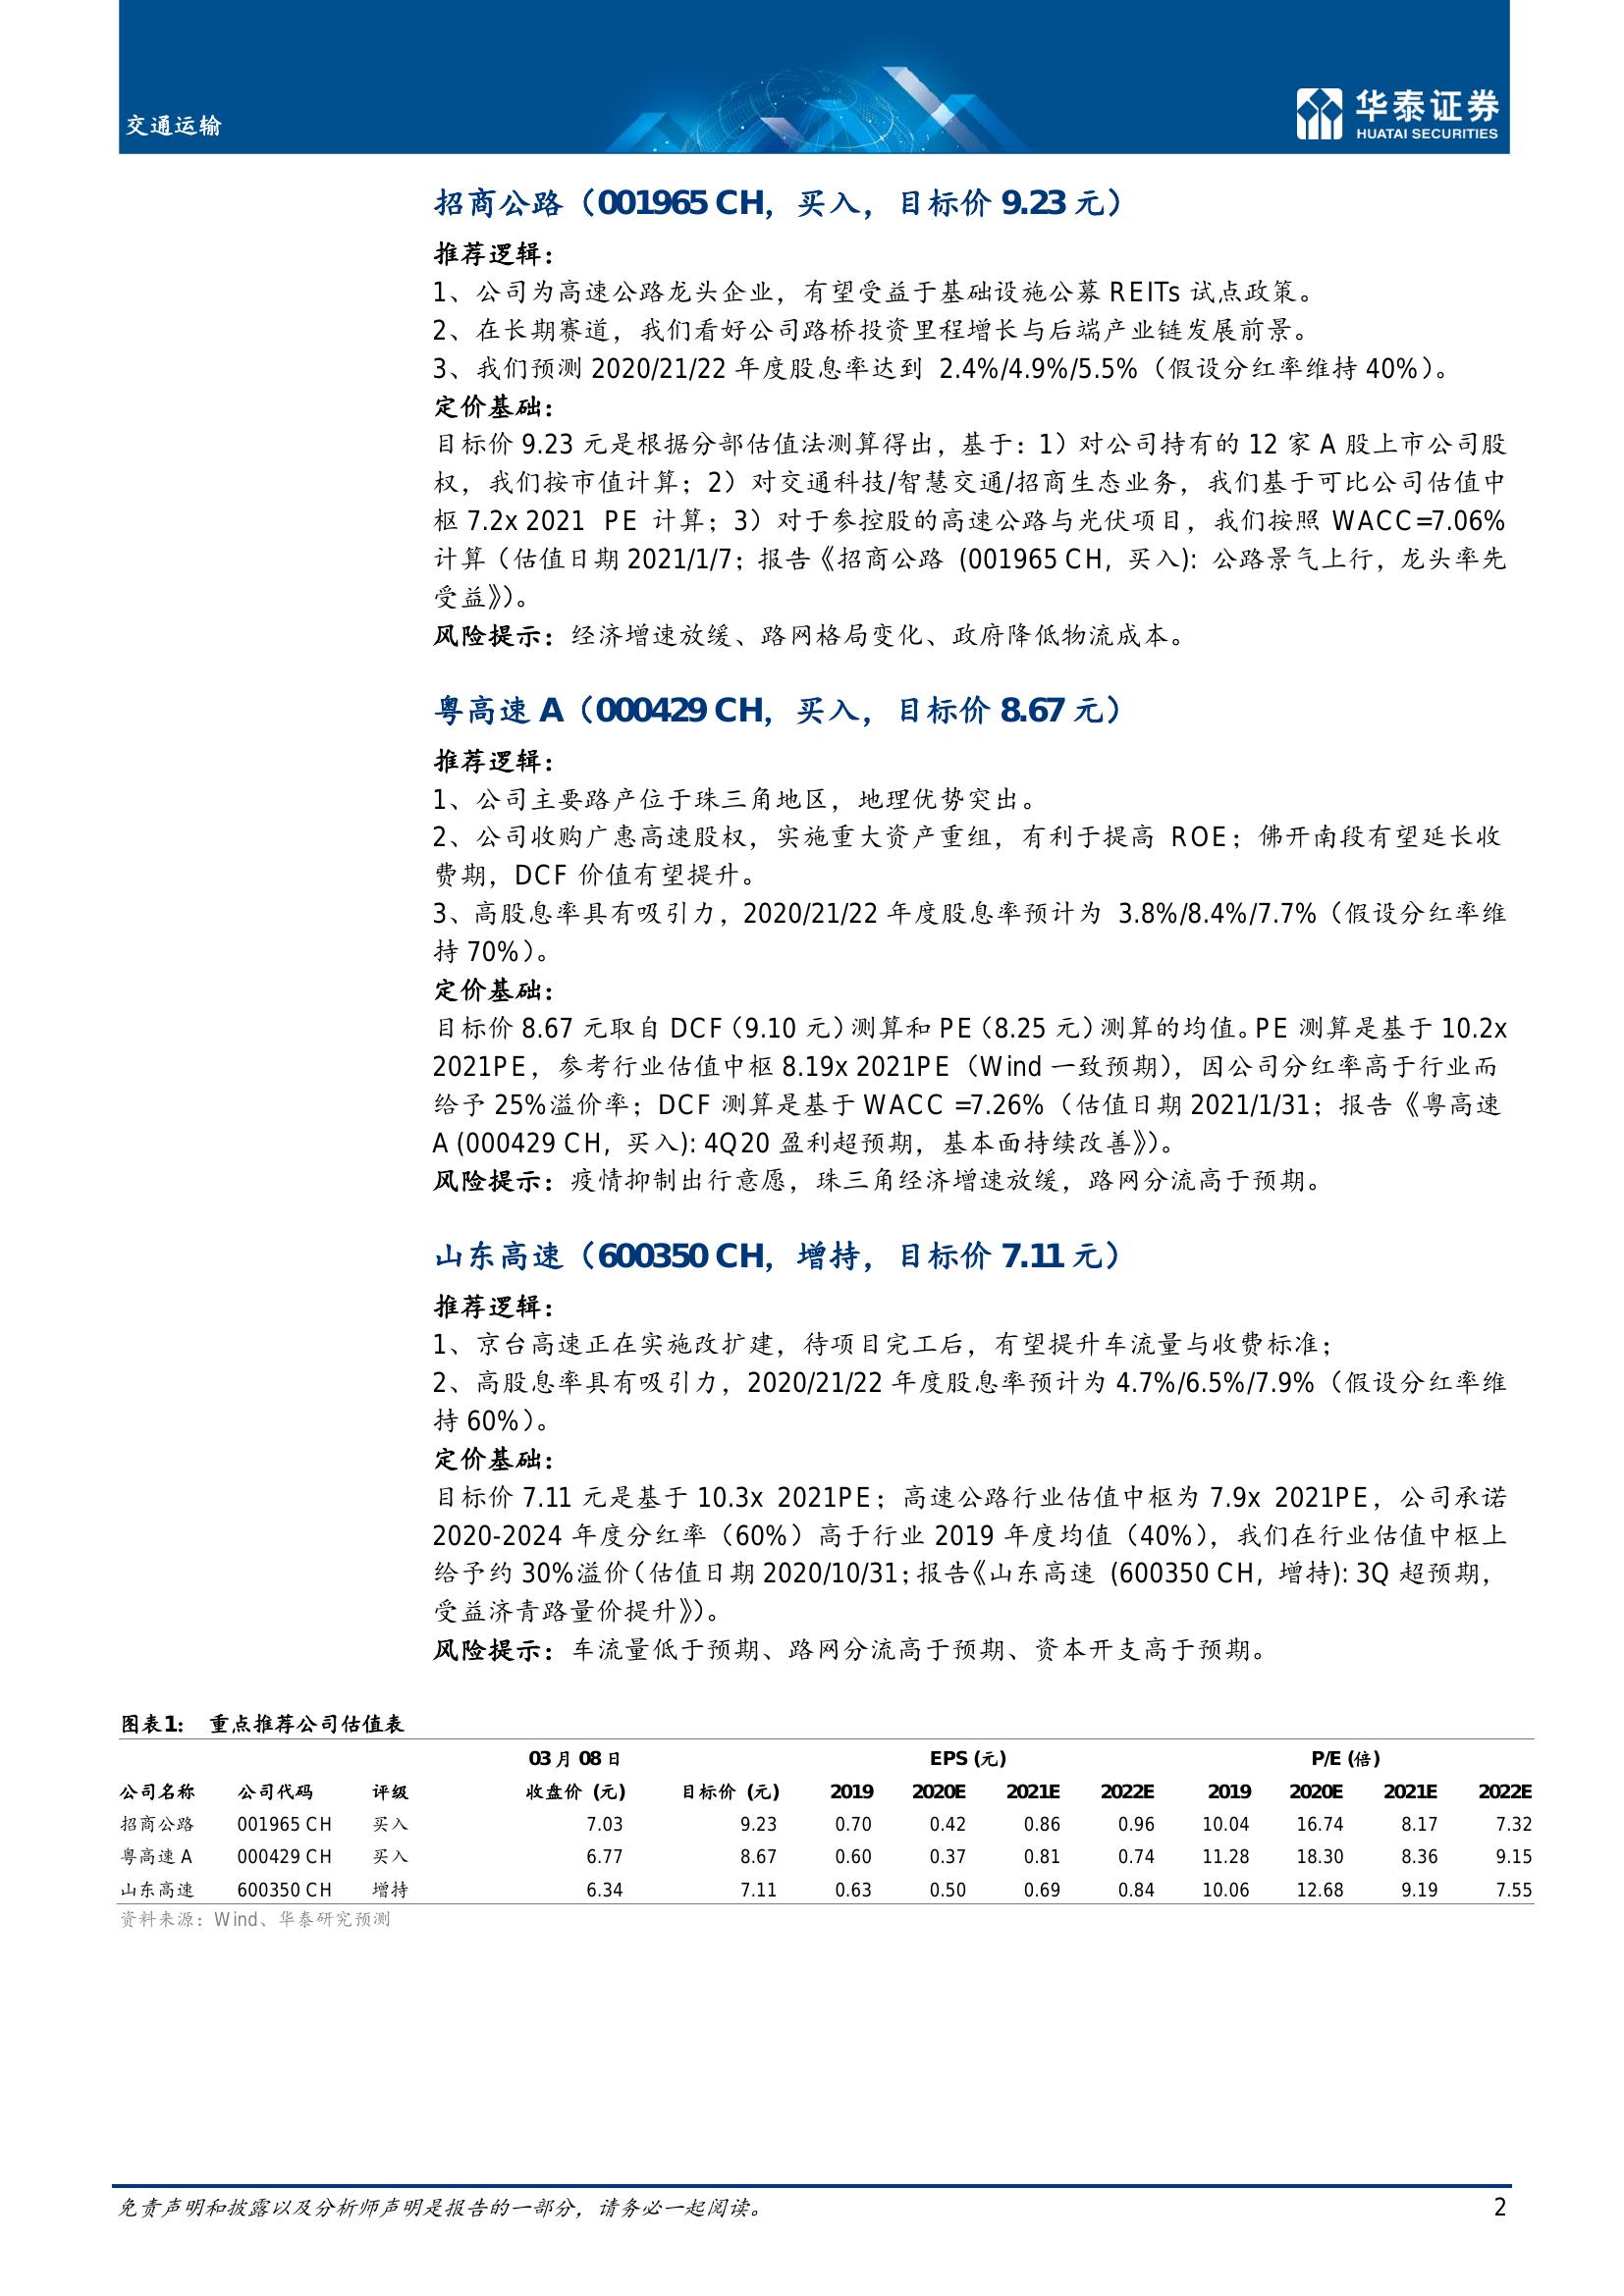 交通运输
华泰证券
HUATAI SECURITIES
招商公路（001965 CH，买入，目标价 9.23 元）
推荐逻辑：
1、公司为高速公路龙头企业，有望受益于基础设施公募 REITs 试点政策。
2、在长期赛道，我们看好公司路桥投资里程增长与后端产业链发展前景。
3、我们预测 2020/21/22 年度股息率达到 2.4%/4.9%/5.5%（假设分红率维持 40%）。
定价基础：
目标价 9.23 元是根据分部估值法测算得出，基于：1）对公司持有的 12 家 A 股上市公司股
权，我们按市值计算；2）对交通科技/智慧交通/招商生态业务，我们基于可比公司估值中
枢 7.2x 2021 PE 计算；3）对于参控股的高速公路与光伏项目，我们按照 WACC=7.06%
计算（估值日期 2021/1/7；报告《招商公路 (001965 CH, 买入): 公路景气上行，龙头率先
受益》）。
风险提示：经济增速放缓、路网格局变化、政府降低物流成本。
粤高速 A（000429 CH，买入，目标价 8.67 元）
推荐逻辑：
1、公司主要路产位于珠三角地区，地理优势突出。
2、公司收购广惠高速股权，实施重大资产重组，有利于提高 ROE；佛开南段有望延长收
费期，DCF 价值有望提升。
3、高股息率具有吸引力，2020/21/22 年度股息率预计为 3.8%/8.4%/7.7%（假设分红率维
持 70%）。
定价基础：
目标价 8.67 元取自 DCF（9.10 元）测算和 PE（8.25 元）测算的均值。PE 测算是基于 10.2x
2021PE，参考行业估值中枢 8.19x 2021PE（Wind 一致预期），因公司分红率高于行业而
给予 25%溢价率；DCF 测算是基于 WACC =7.26%（估值日期 2021/1/31；报告《粤高速
A (000429 CH, 买入): 4Q20 盈利超预期，基本面持续改善》）。
风险提示：疫情抑制出行意愿，珠三角经济增速放缓，路网分流高于预期。
山东高速（600350 CH，增持，目标价 7.11 元）
推荐逻辑：
1、京台高速正在实施改扩建，待项目完工后，有望提升车流量与收费标准；
2、高股息率具有吸引力，2020/21/22 年度股息率预计为 4.7%/6.5%/7.9%（假设分红率维
持 60%）。
定价基础：
目标价 7.11 元是基于 10.3x 2021PE；高速公路行业估值中枢为 7.9x 2021PE，公司承诺
2020-2024 年度分红率（60%）高于行业 2019 年度均值（40%），我们在行业估值中枢上
给予约 30%溢价（估值日期 2020/10/31；报告《山东高速 (600350 CH, 增持): 3Q 超预期，
受益济青路量价提升》）。
风险提示：车流量低于预期、路网分流高于预期、资本开支高于预期。
图表1： 重点推荐公司估值表
03 月 08 日 EPS (元) P/E (倍)
公司名称 公司代码 评级 收盘价 (元) 目标价 (元) 2019 2020E 2021E 2022E 2019 2020E 2021E 2022E
招商公路 001965 CH 买入 7.03 9.23 0.70 0.42 0.86 0.96 10.04 16.74 8.17 7.32
粤高速 A 000429 CH 买入 6.77 8.67 0.60 0.37 0.81 0.74 11.28 18.30 8.36 9.15
山东高速 600350 CH 增持 6.34 7.11 0.63 0.50 0.69 0.84 10.06 12.68 9.19 7.55
资料来源：Wind、华泰研究预测
免责声明和披露以及分析师声明是报告的一部分，请务必一起阅读。 2